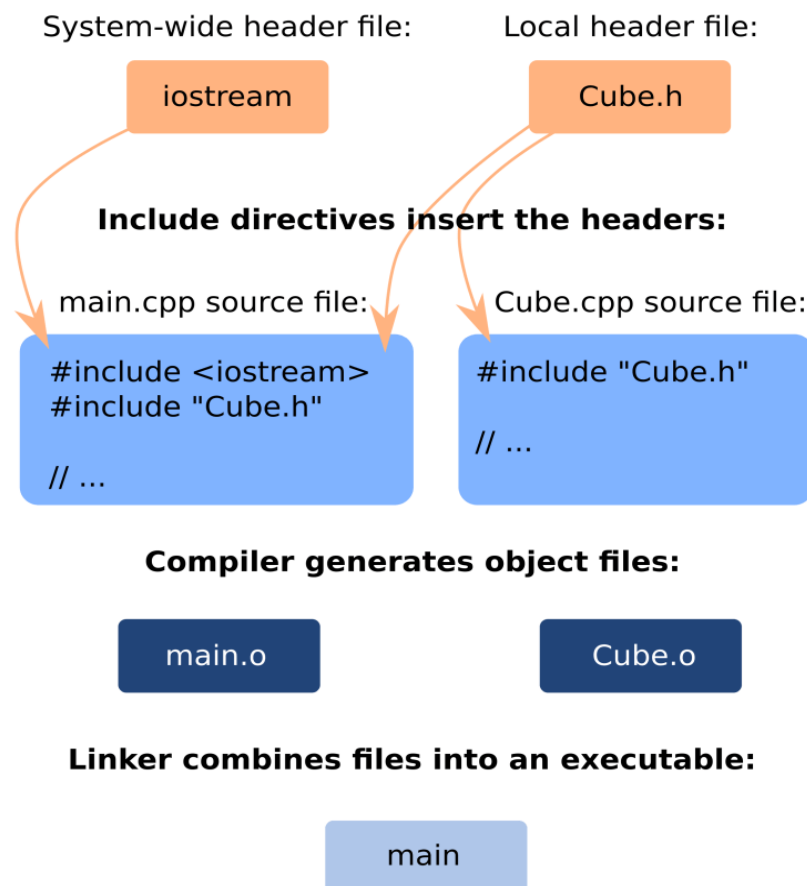 System-wide header file:
Local header file:
iostream
Cube.h
Include directives insert the headers:
main.cpp source file:
Cube.cpp source file:
#include <iostream>
#include "Cube.h"
// ...
#include "Cube.h"
// ...
Compiler generates object files:
main.o
Cube.o
Linker combines files into an executable:
main